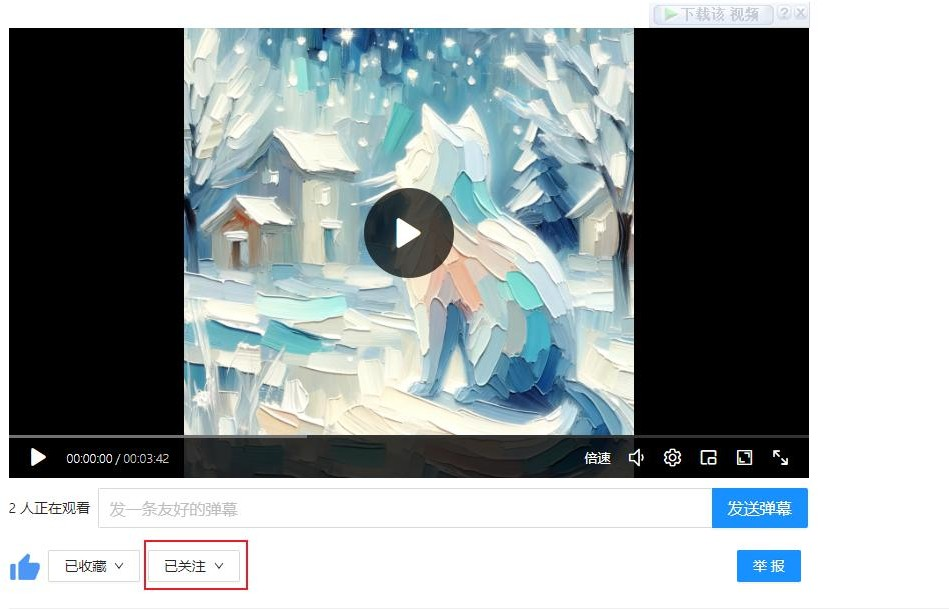 下载该 视频 ?
00:00:00 / 00:03:42 倍速
2 人正在观看 发一条友好的弹幕 发送弹幕
已收藏 已关注 举 报